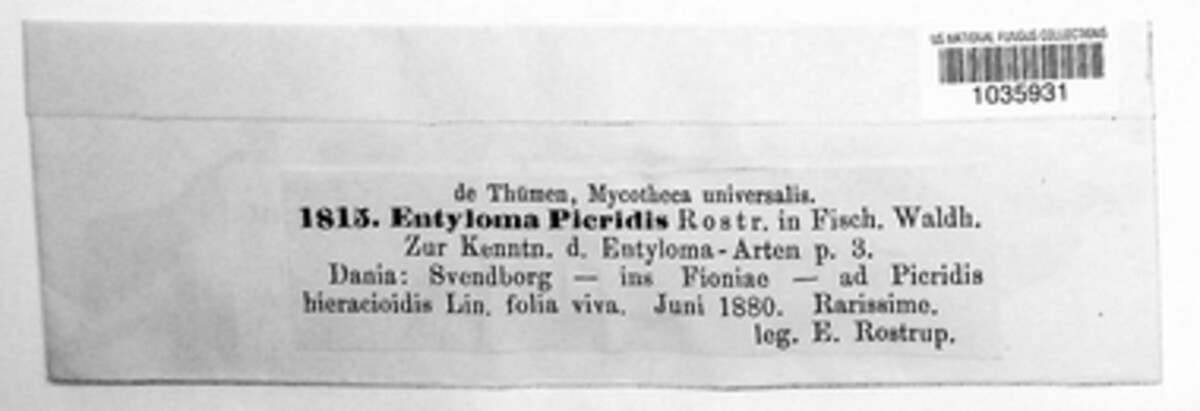 US NATIONAL FUNGUS COLLECTIONS
1035931
de Thümen, Mycotheca universalis.
1815. Entyloma Picridis Rostr. in Fisch. Waldh.
Zur Kenntn. d. Entyloma-Arten p. 3.
Dania: Svendborg — ins Fioniae — ad Picridis
hieracioidis Lin. folia viva. Juni 1880. Rarissime.
leg. E. Rostrup.